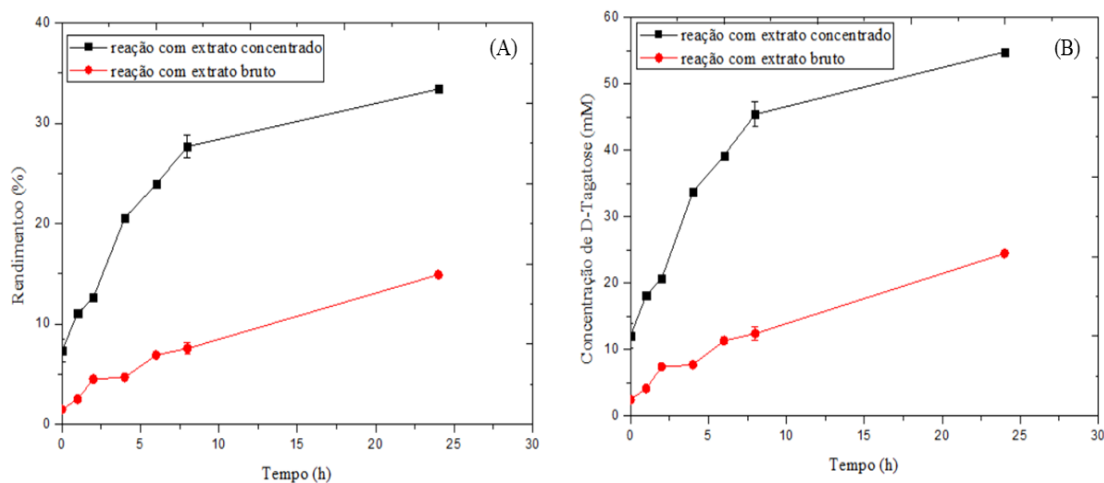 (A)
reação com extrato concentrado
reação com extrato bruto
Rendimentoo (%)
40
30
20
10
0
0 5 10 15 20 25 30
Tempo (h)
(B)
reação com extrato concentrado
reação com extrato bruto
Concentração de D-Tagatose (mM)
60
55
50
40
30
20
10
0
0 5 10 15 20 25 30
Tempo (h)